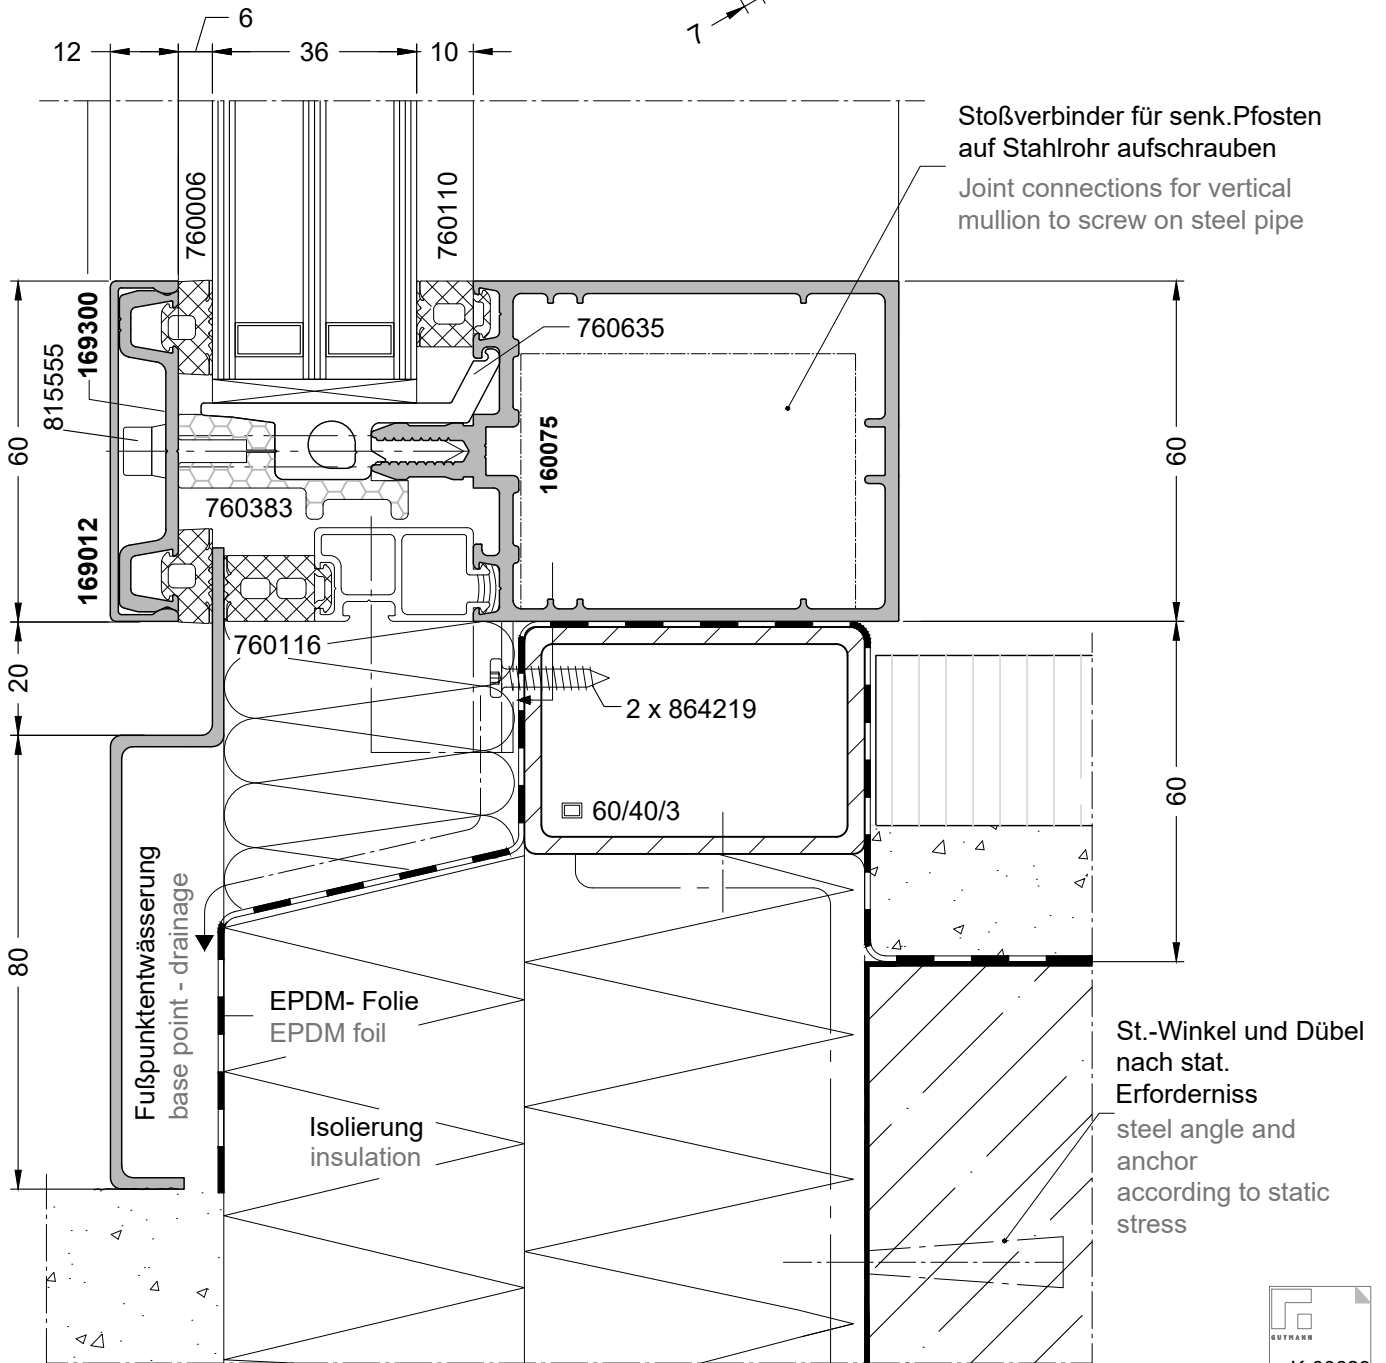 7
6
12
36
10
Stoßverbinder für senk.Pfosten
auf Stahlrohr aufschrauben
Joint connections for vertical
mullion to screw on steel pipe
760006
760110
169300
815555
760635
60
160075
60
760383
169012
760116
20
2 x 864219
60/40/3
60
80
Fußpunktentwässerung
base point - drainage
EPDM- Folie
EPDM foil
Isolierung
insulation
St.-Winkel und Dübel
nach stat.
Erforderniss
steel angle and
anchor
according to static
stress
GUTMANN